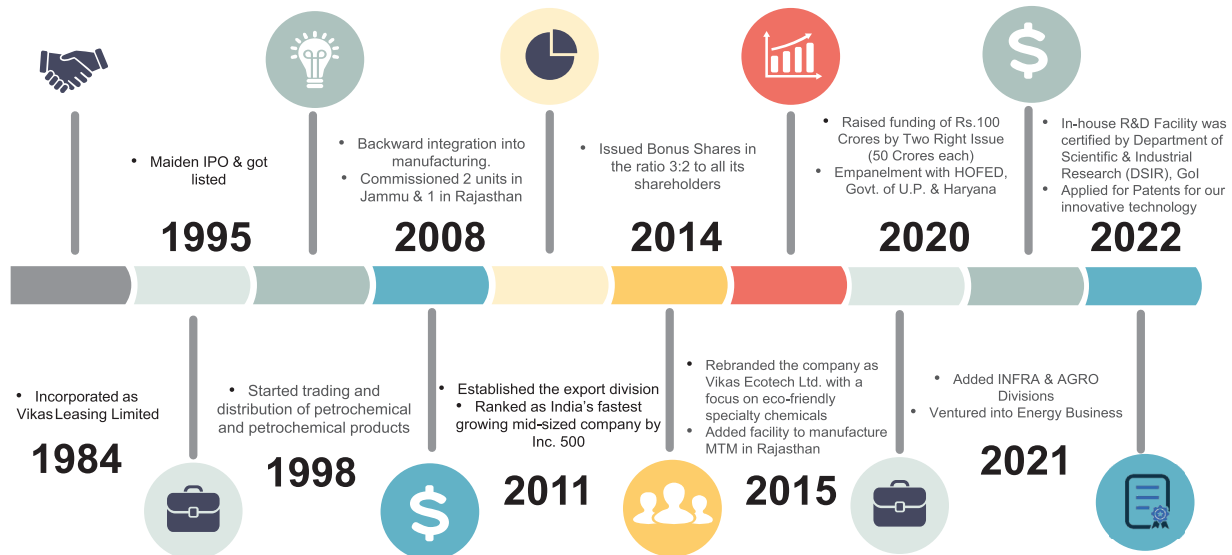 • Maiden IPO & got
listed
1995
• Backward integration into
manufacturing.
• Commissioned 2 units in
Jammu & 1 in Rajasthan
2008
• Issued Bonus Shares in
the ratio 3:2 to all its
shareholders
2014
• Raised funding of Rs.100
Crores by Two Right Issue
(50 Crores each)
• Empanelment with HOFED,
Govt. of U.P. & Haryana
2020
• In-house R&D Facility was
certified by Department of
Scientific & Industrial
Research (DSIR), GoI
• Applied for Patents for our
innovative technology
2022
• Incorporated as
Vikas Leasing Limited
1984
• Started trading and
distribution of petrochemical
and petrochemical products
1998
• Established the export division
• Ranked as India's fastest
growing mid-sized company by
Inc. 500
2011
• Rebranded the company as
Vikas Ecotech Ltd. with a
focus on eco-friendly
specialty chemicals
• Added facility to manufacture
MTM in Rajasthan
2015
• Added INFRA & AGRO
Divisions
• Ventured into Energy Business
2021